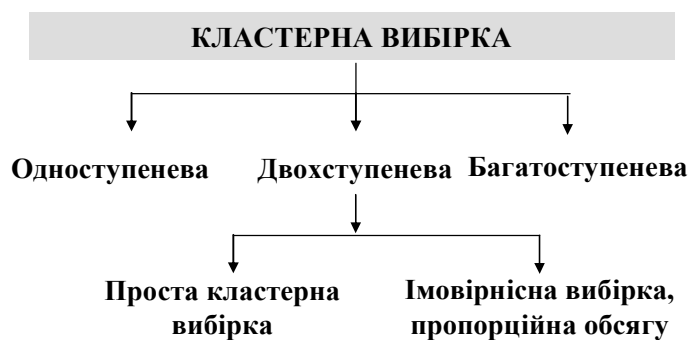 КЛАСТЕРНА ВИБІРКА
Одноступенева
Двохступенева
Багатоступенева
Проста кластерна
вибірка
Імовірнісна вибірка,
пропорційна обсягу